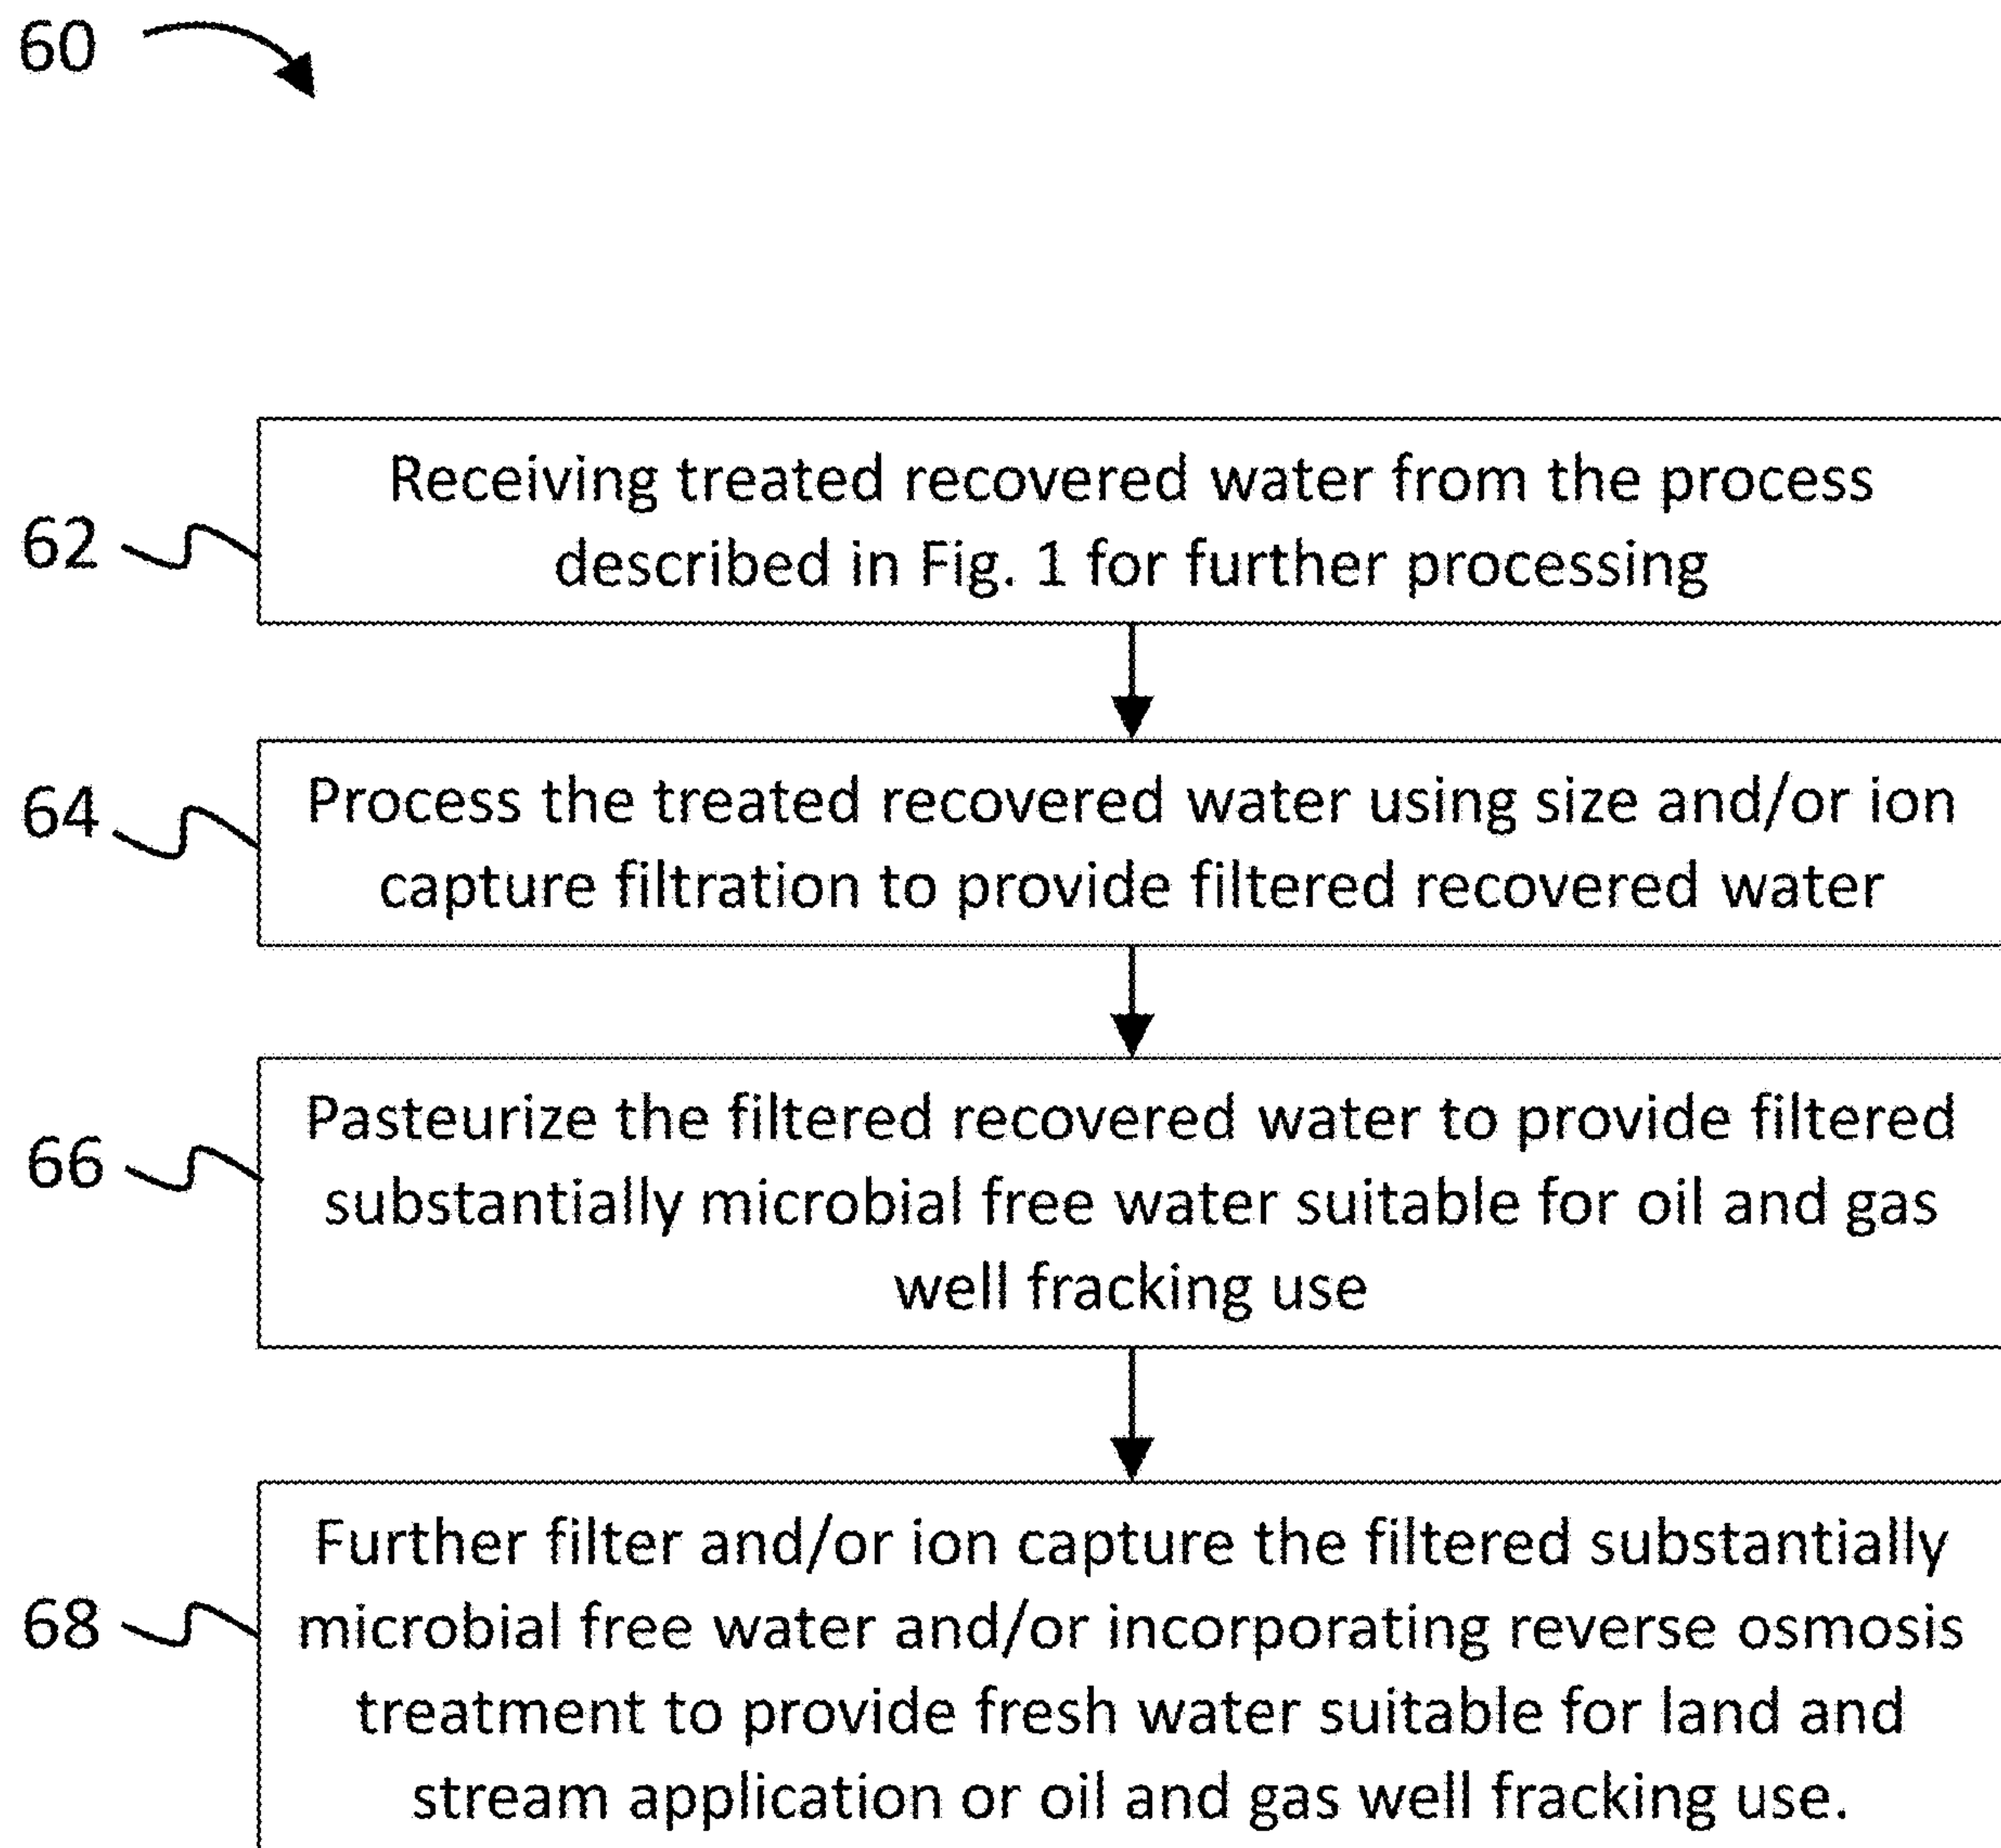 60
62
Receiving treated recovered water from the process
described in Fig. 1 for further processing
64
Process the treated recovered water using size and/or ion
capture filtration to provide filtered recovered water
66
Pasteurize the filtered recovered water to provide filtered
substantially microbial free water suitable for oil and gas
well fracking use
68
Further filter and/or ion capture the filtered substantially
microbial free water and/or incorporating reverse osmosis
treatment to provide fresh water suitable for land and
stream application or oil and gas well fracking use.